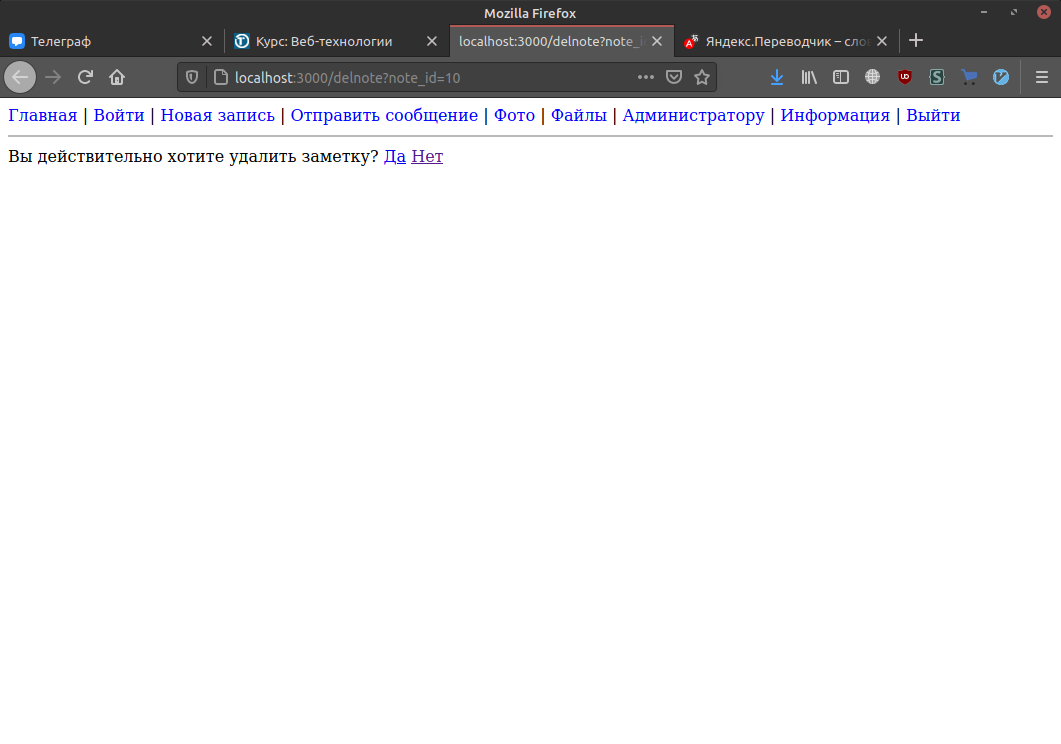 Mozilla Firefox
Телеграф
Курс: Веб-технологии
localhost:3000/delnote?note_i
Яндекс.Переводчик – сло
localhost:3000/delnote?note_id=10
Главная | Войти | Новая запись | Отправить сообщение | Фото | Файлы | Администратору | Информация | Выйти
Вы действительно хотите удалить заметку? Да Нет